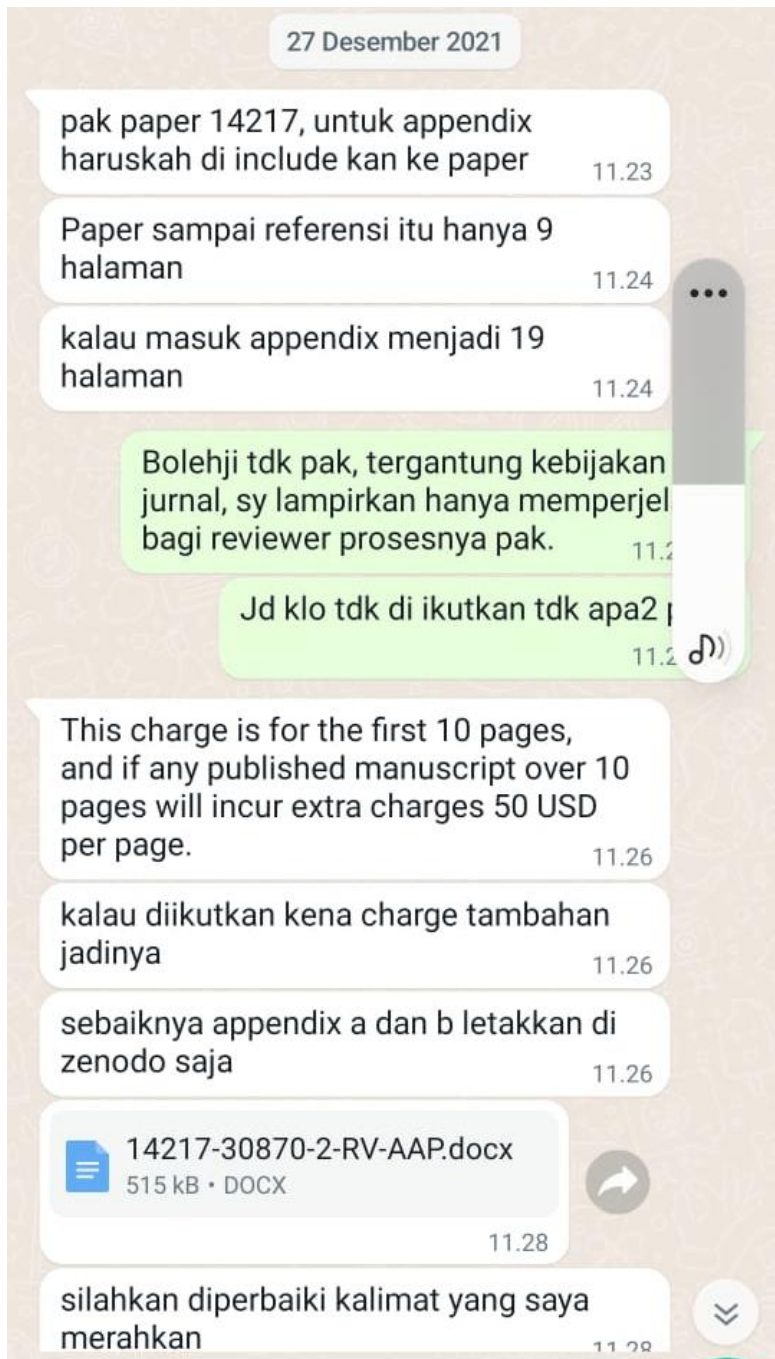 27 Desember 2021
pak paper 14217, untuk appendix
haruskah di include kan ke paper
11.23
Paper sampai referensi itu hanya 9
halaman
11.24
kalau masuk appendix menjadi 19
halaman
11.24
Bolehji tdk pak, tergantung kebijakan
jurnal, sy lampirkan hanya memperjel
bagi reviewer prosesnya pak.
11.2
Jd klo tdk di ikutkan tdk apa2
11.2
This charge is for the first 10 pages,
and if any published manuscript over 10
pages will incur extra charges 50 USD
per page.
11.26
kalau diikutkan kena charge tambahan
jadinya
11.26
sebaiknya appendix a dan b letakkan di
zenodo saja
11.26
14217-30870-2-RV-AAP.docx
515 kB • DOCX
11.28
silahkan diperbaiki kalimat yang saya
merahkan
11.28